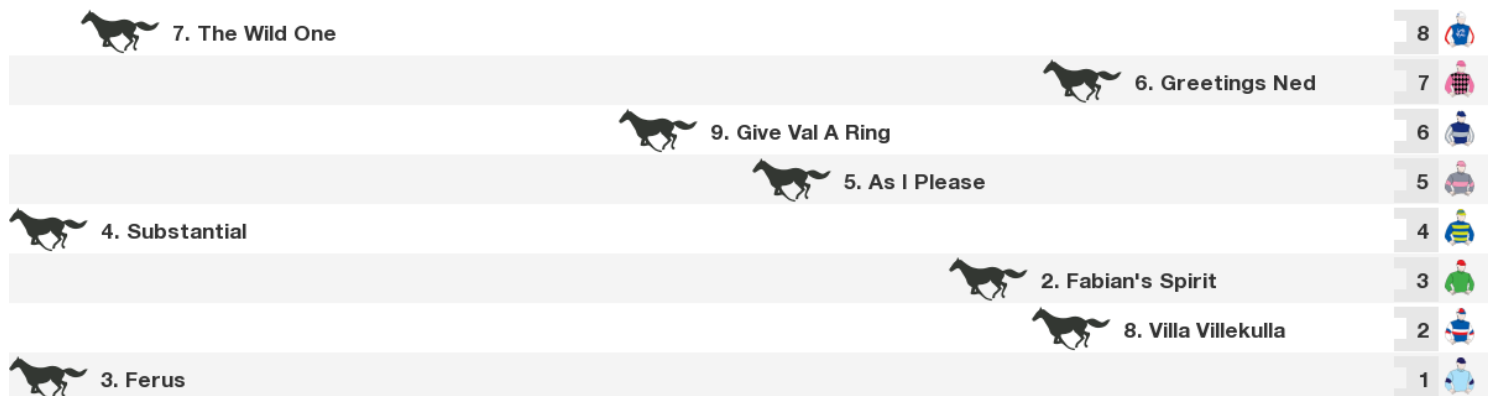 7. The Wild One 8
6. Greetings Ned 7
9. Give Val A Ring 6
5. As I Please 5
4. Substantial 4
2. Fabian's Spirit 3
8. Villa Villekulla 2
3. Ferus 1